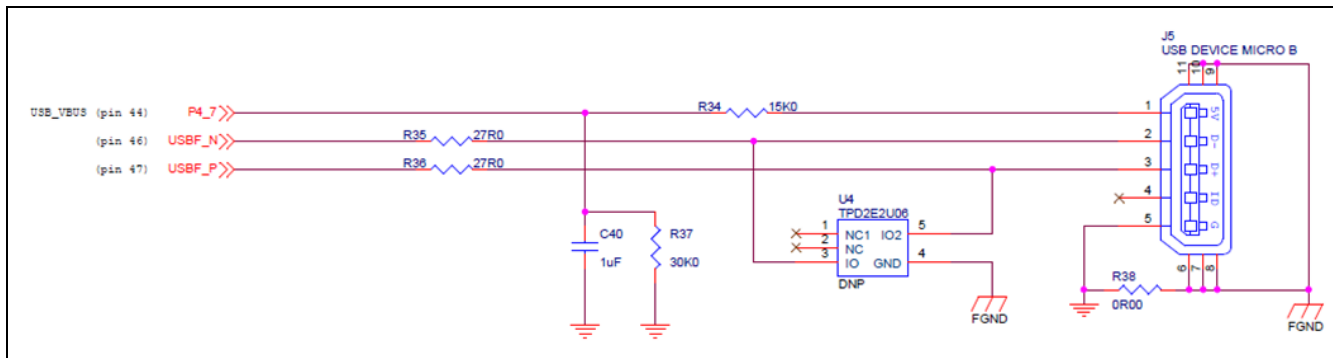 J5
USB DEVICE MICRO B
11
10
9
USB_VBUS (pin 44) P4_7
R34 15K0
1
5V
(pin 46) USBF_N
R35 27R0
2
D-
(pin 47) USBF_P
R36 27R0
3
D+
4
ID
5
G
U4
TPD2E2U06
1 NC1 IO2 5
2 NC
3 IO GND 4
DNP
C40
1uF
R37
30K0
6
7
8
R38
0R00
FGND
FGND